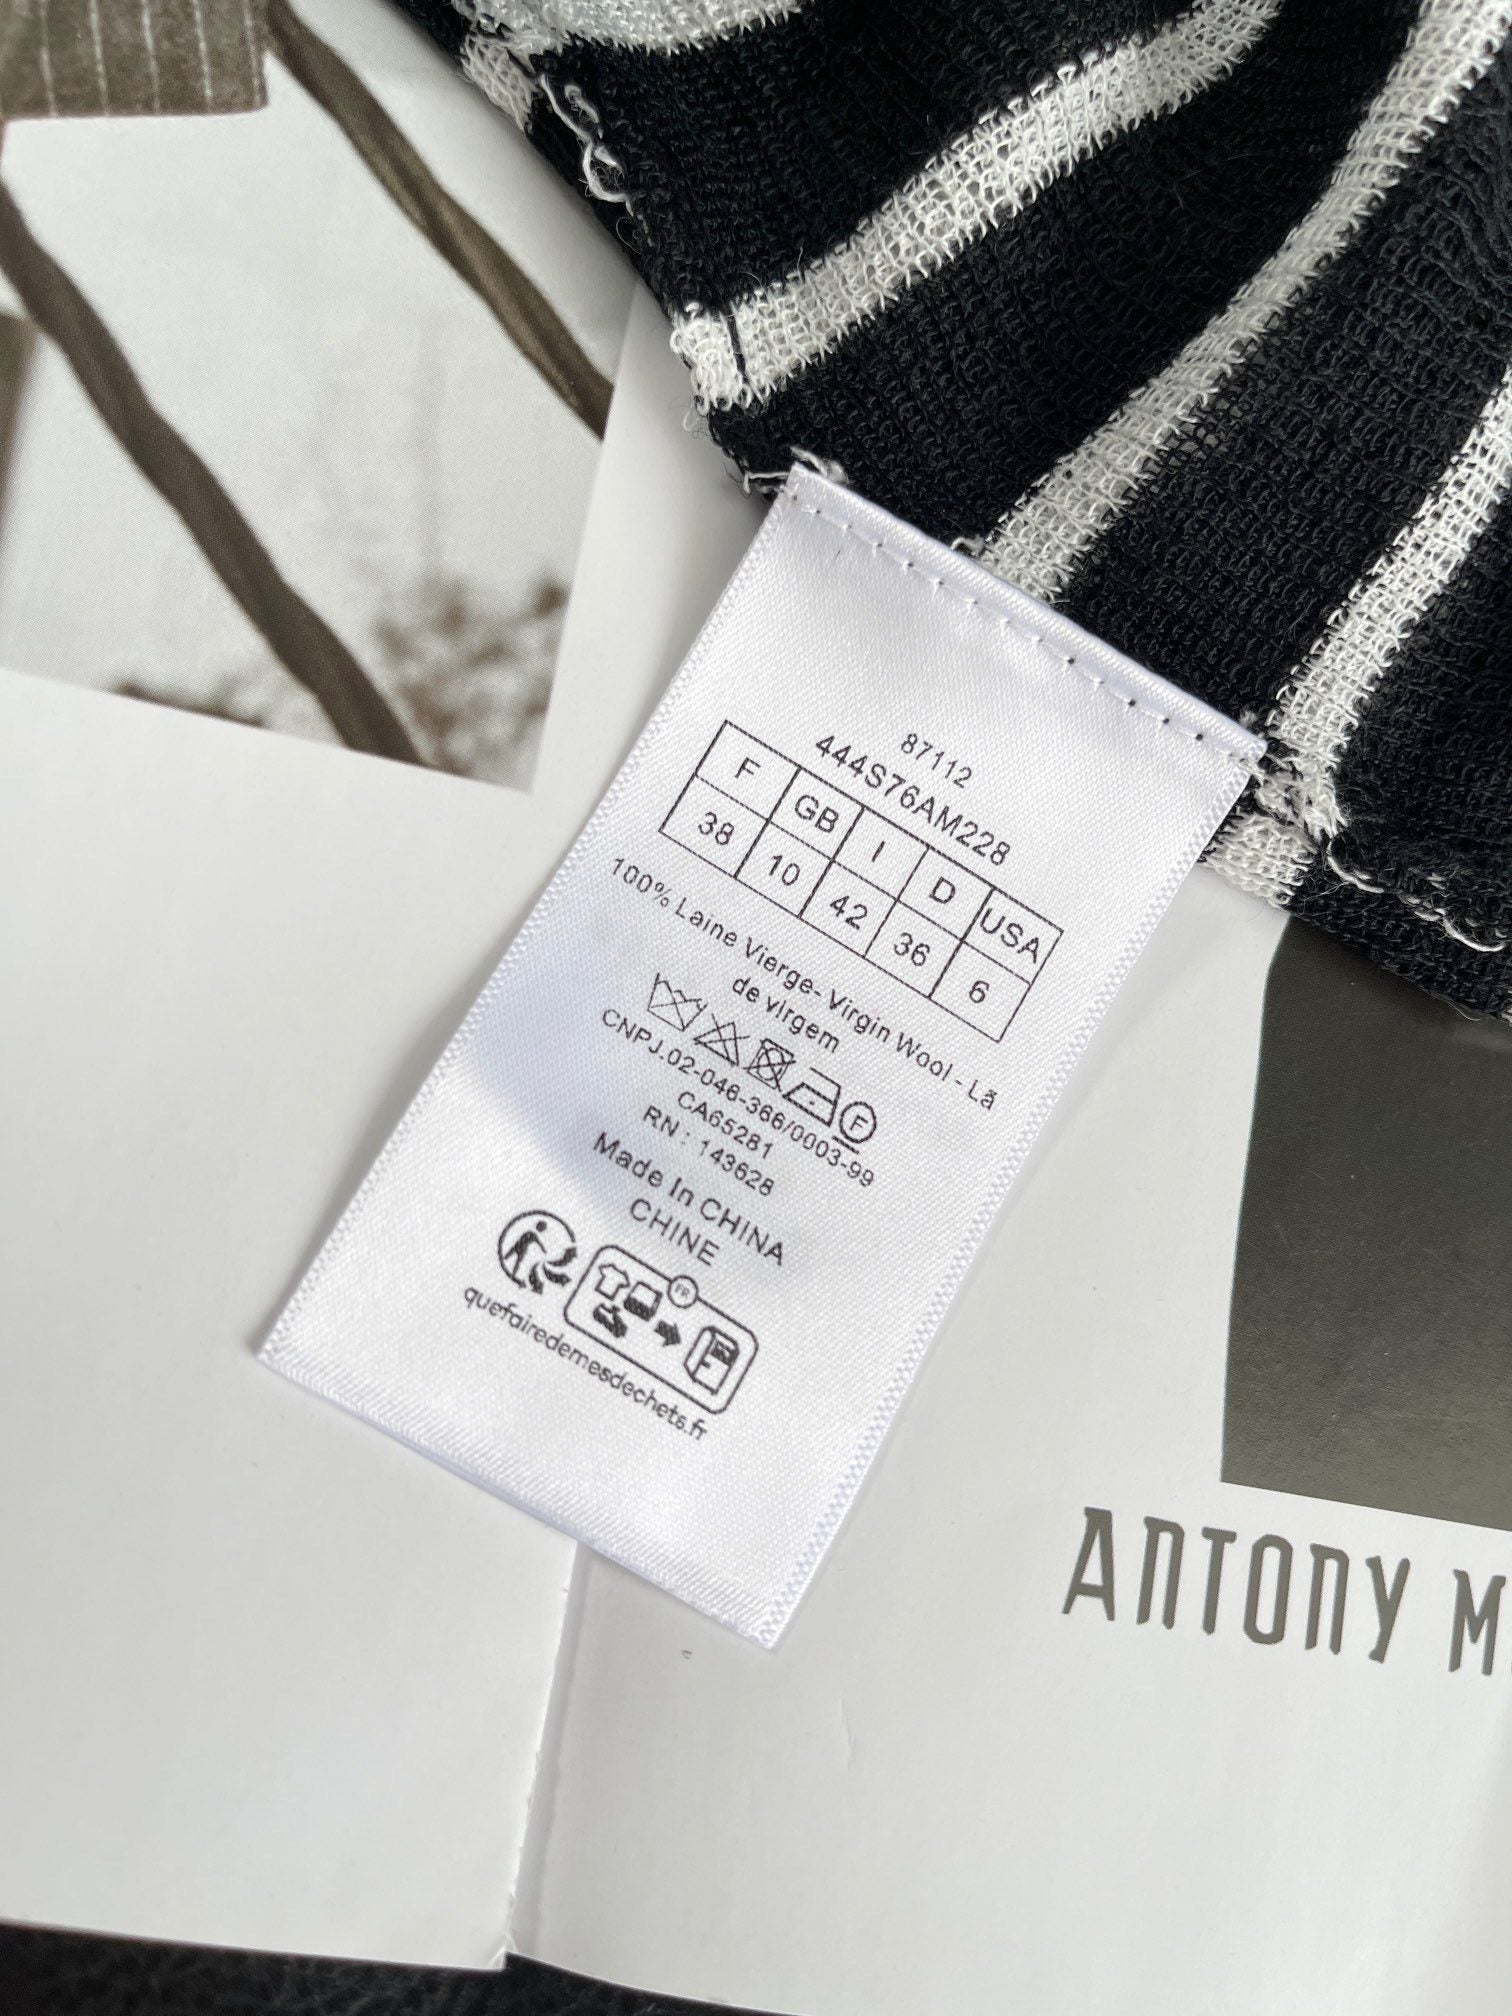 87112
444S76AM228
F GB I D USA
38 10 42 36 6
100% Laine Vierge- Virgin Wool - Lã
de virgem
F
CNPJ.02-046-366/0003-99
CA65281
RN : 143628
Made In CHINA
CHINE
FR
quefairedemesdechets.fr
ANTONY M